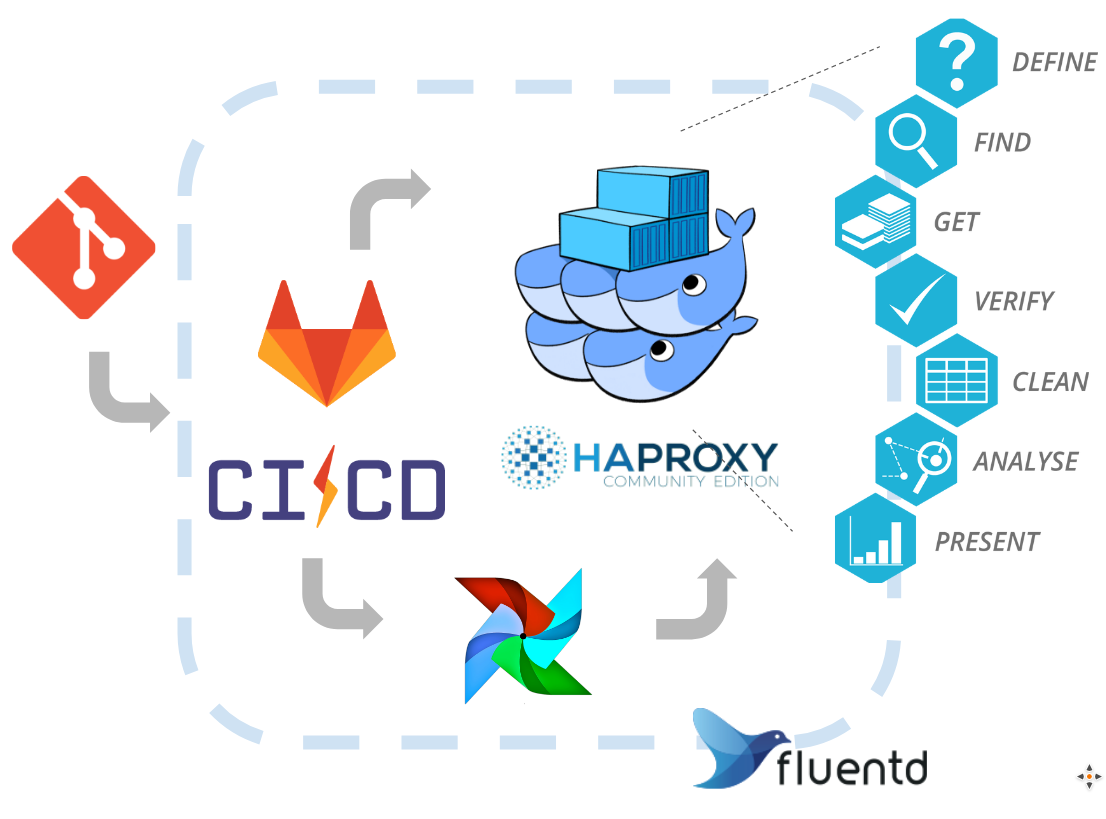 DEFINE
FIND
GET
VERIFY
CLEAN
ANALYSE
PRESENT
CI CD
HAPROXY
COMMUNITY EDITION
fluentd